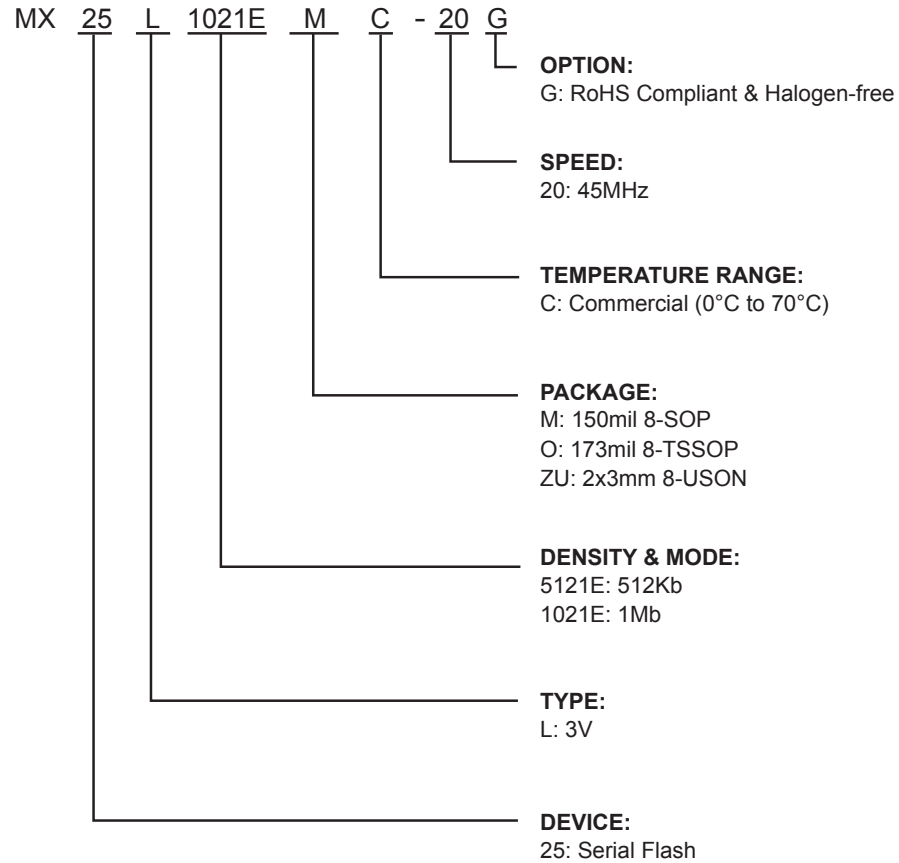 MX 25 L 1021E M C - 20 G
OPTION:
G: RoHS Compliant & Halogen-free
SPEED:
20: 45MHz
TEMPERATURE RANGE:
C: Commercial (0°C to 70°C)
PACKAGE:
M: 150mil 8-SOP
O: 173mil 8-TSSOP
ZU: 2x3mm 8-USON
DENSITY & MODE:
5121E: 512Kb
1021E: 1Mb
TYPE:
L: 3V
DEVICE:
25: Serial Flash